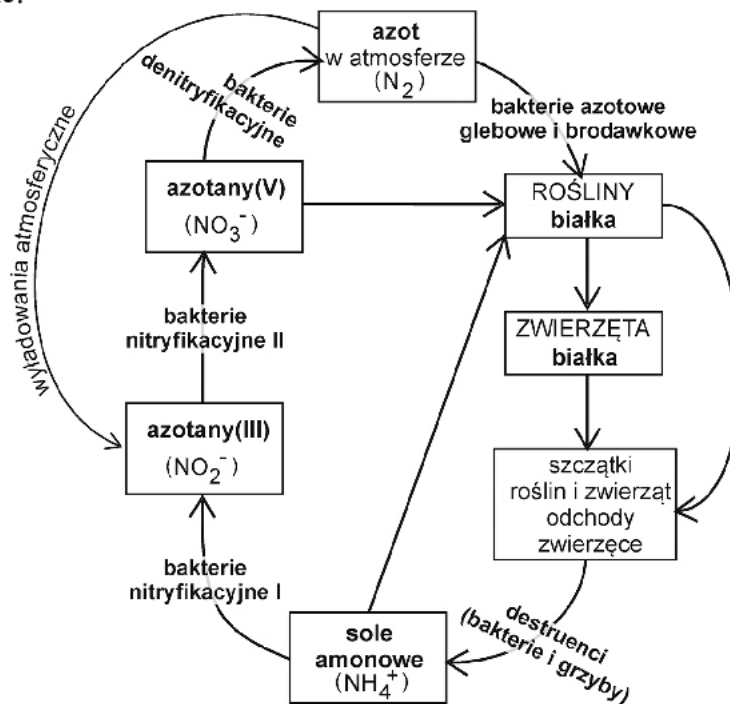 azot
w atmosferze
(N₂)
bakterie
denitryfikacyjne
bakterie azotowe
glebowe i brodawkowe
wyładowania atmosferyczne
azotany(V)
(NO₃⁻)
ROŚLINY
białka
bakterie
nitryfikacyjne II
ZWIERZĘTA
białka
azotany(III)
(NO₂⁻)
szczątki
roślin i zwierząt
odchody
zwierzęce
bakterie
nitryfikacyjne I
destruenci
(bakterie i grzyby)
sole
amonowe
(NH₄⁺)